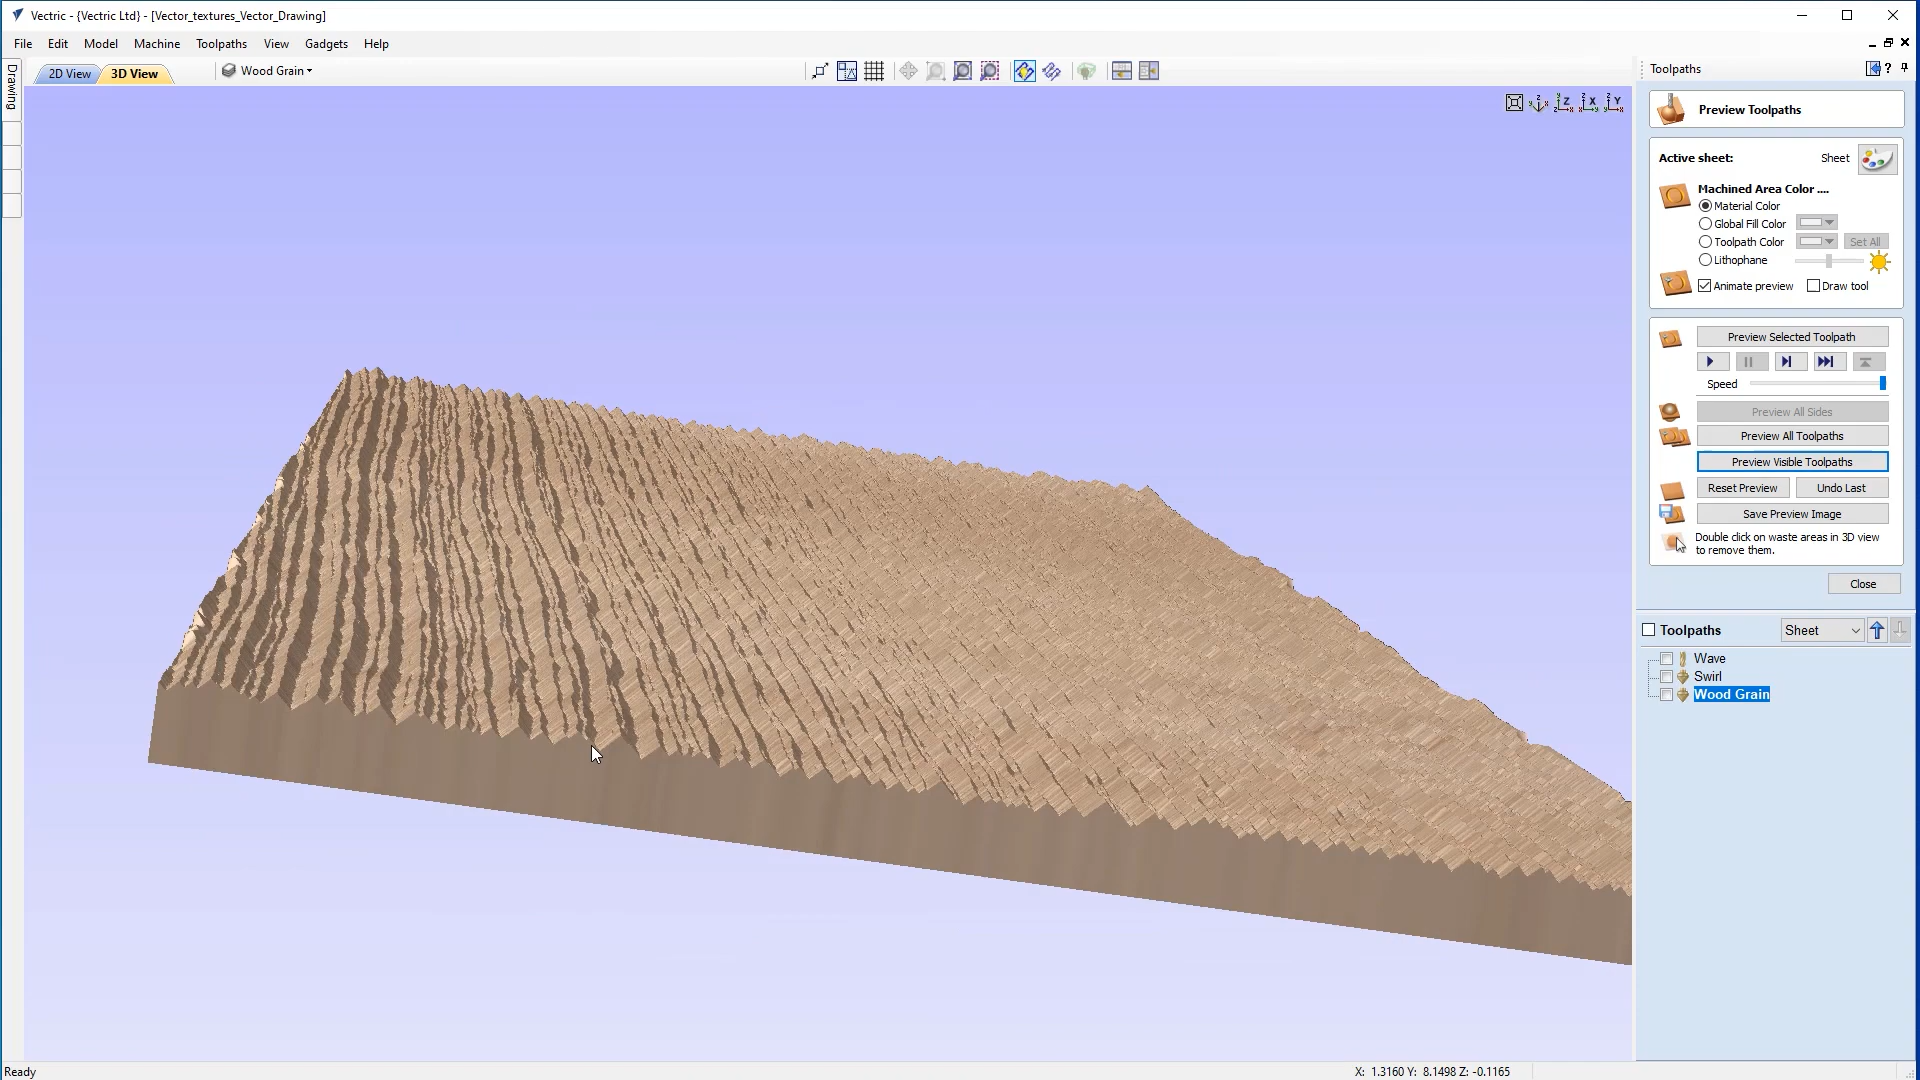 Vectric - {Vectric Ltd} - [Vector_textures_Vector_Drawing]
File Edit Model Machine Toolpaths View Gadgets Help
Drawing
2D View 3D View Wood Grain
Toolpaths ?
Z X Y
Preview Toolpaths
Active sheet: Sheet
Machined Area Color ....
Material Color
Global Fill Color
Toolpath Color Set All
Lithophane
Animate preview Draw tool
Preview Selected Toolpath
Speed
Preview All Sides
Preview All Toolpaths
Preview Visible Toolpaths
Reset Preview Undo Last
Save Preview Image
Double click on waste areas in 3D view
to remove them.
Close
Toolpaths Sheet
Wave
Swirl
Wood Grain
Ready X: 1.3160 Y: 8.1498 Z: -0.1165